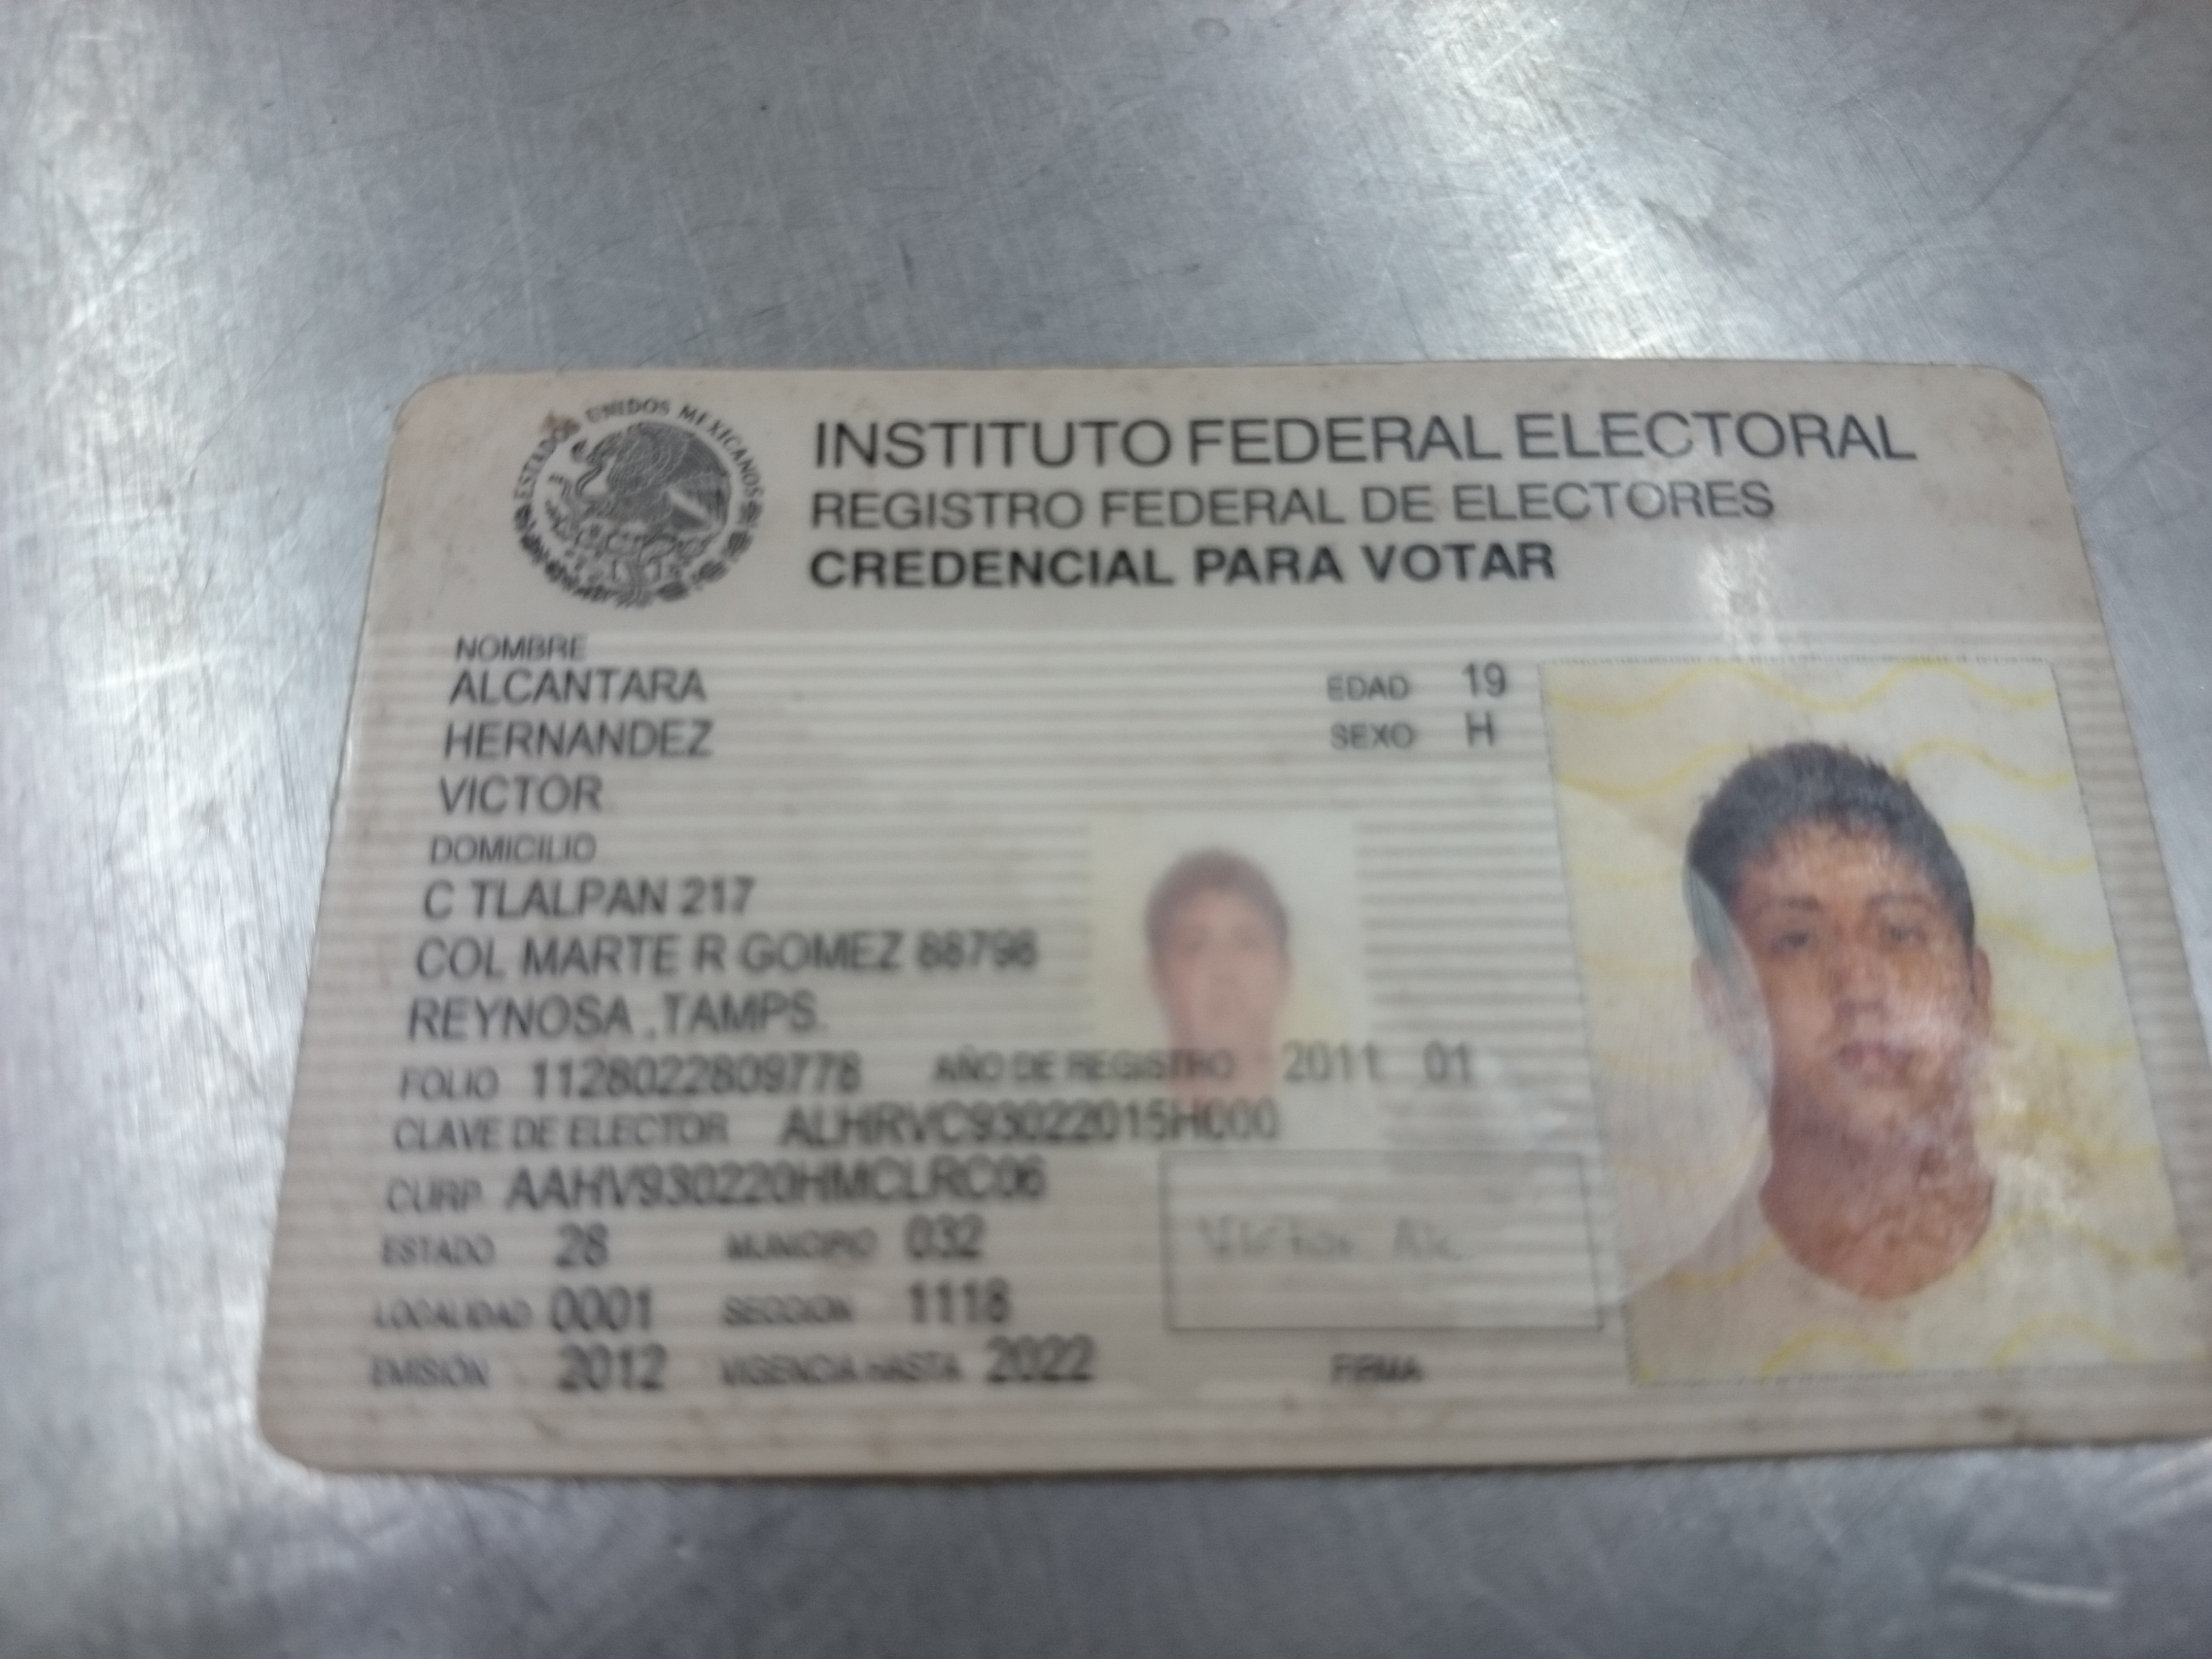 ESTADOS UNIDOS MEXICANOS
INSTITUTO FEDERAL ELECTORAL
REGISTRO FEDERAL DE ELECTORES
CREDENCIAL PARA VOTAR
NOMBRE
ALCANTARA
HERNANDEZ
VICTOR
EDAD 19
SEXO H
DOMICILIO
C TLALPAN 217
COL MARTE R GOMEZ 88798
REYNOSA ,TAMPS.
FOLIO 1128022809778 AÑO DE REGISTRO 2011 01
CLAVE DE ELECTOR ALHRVC93022015H000
CURP AAHV930220HMCLRC06
ESTADO 28 MUNICIPIO 032
LOCALIDAD 0001 SECCION 1118
EMISIÓN 2012 VIGENCIA HASTA 2022
FIRMA